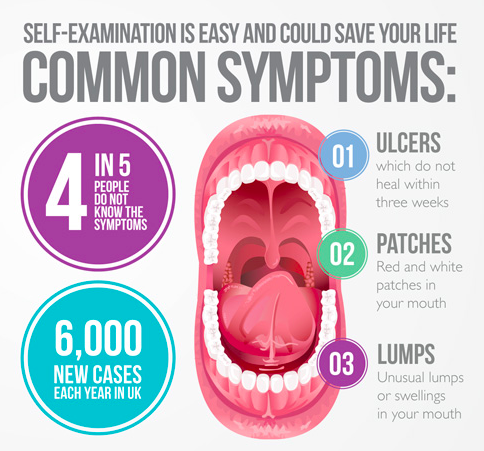 SELF-EXAMINATION IS EASY AND COULD SAVE YOUR LIFE
COMMON SYMPTOMS:
4 IN 5
PEOPLE
DO NOT
KNOW THE
SYMPTOMS
6,000
NEW CASES
EACH YEAR IN UK
01 ULCERS
which do not
heal within
three weeks
02 PATCHES
Red and white
patches in
your mouth
03 LUMPS
Unusual lumps
or swellings
in your mouth